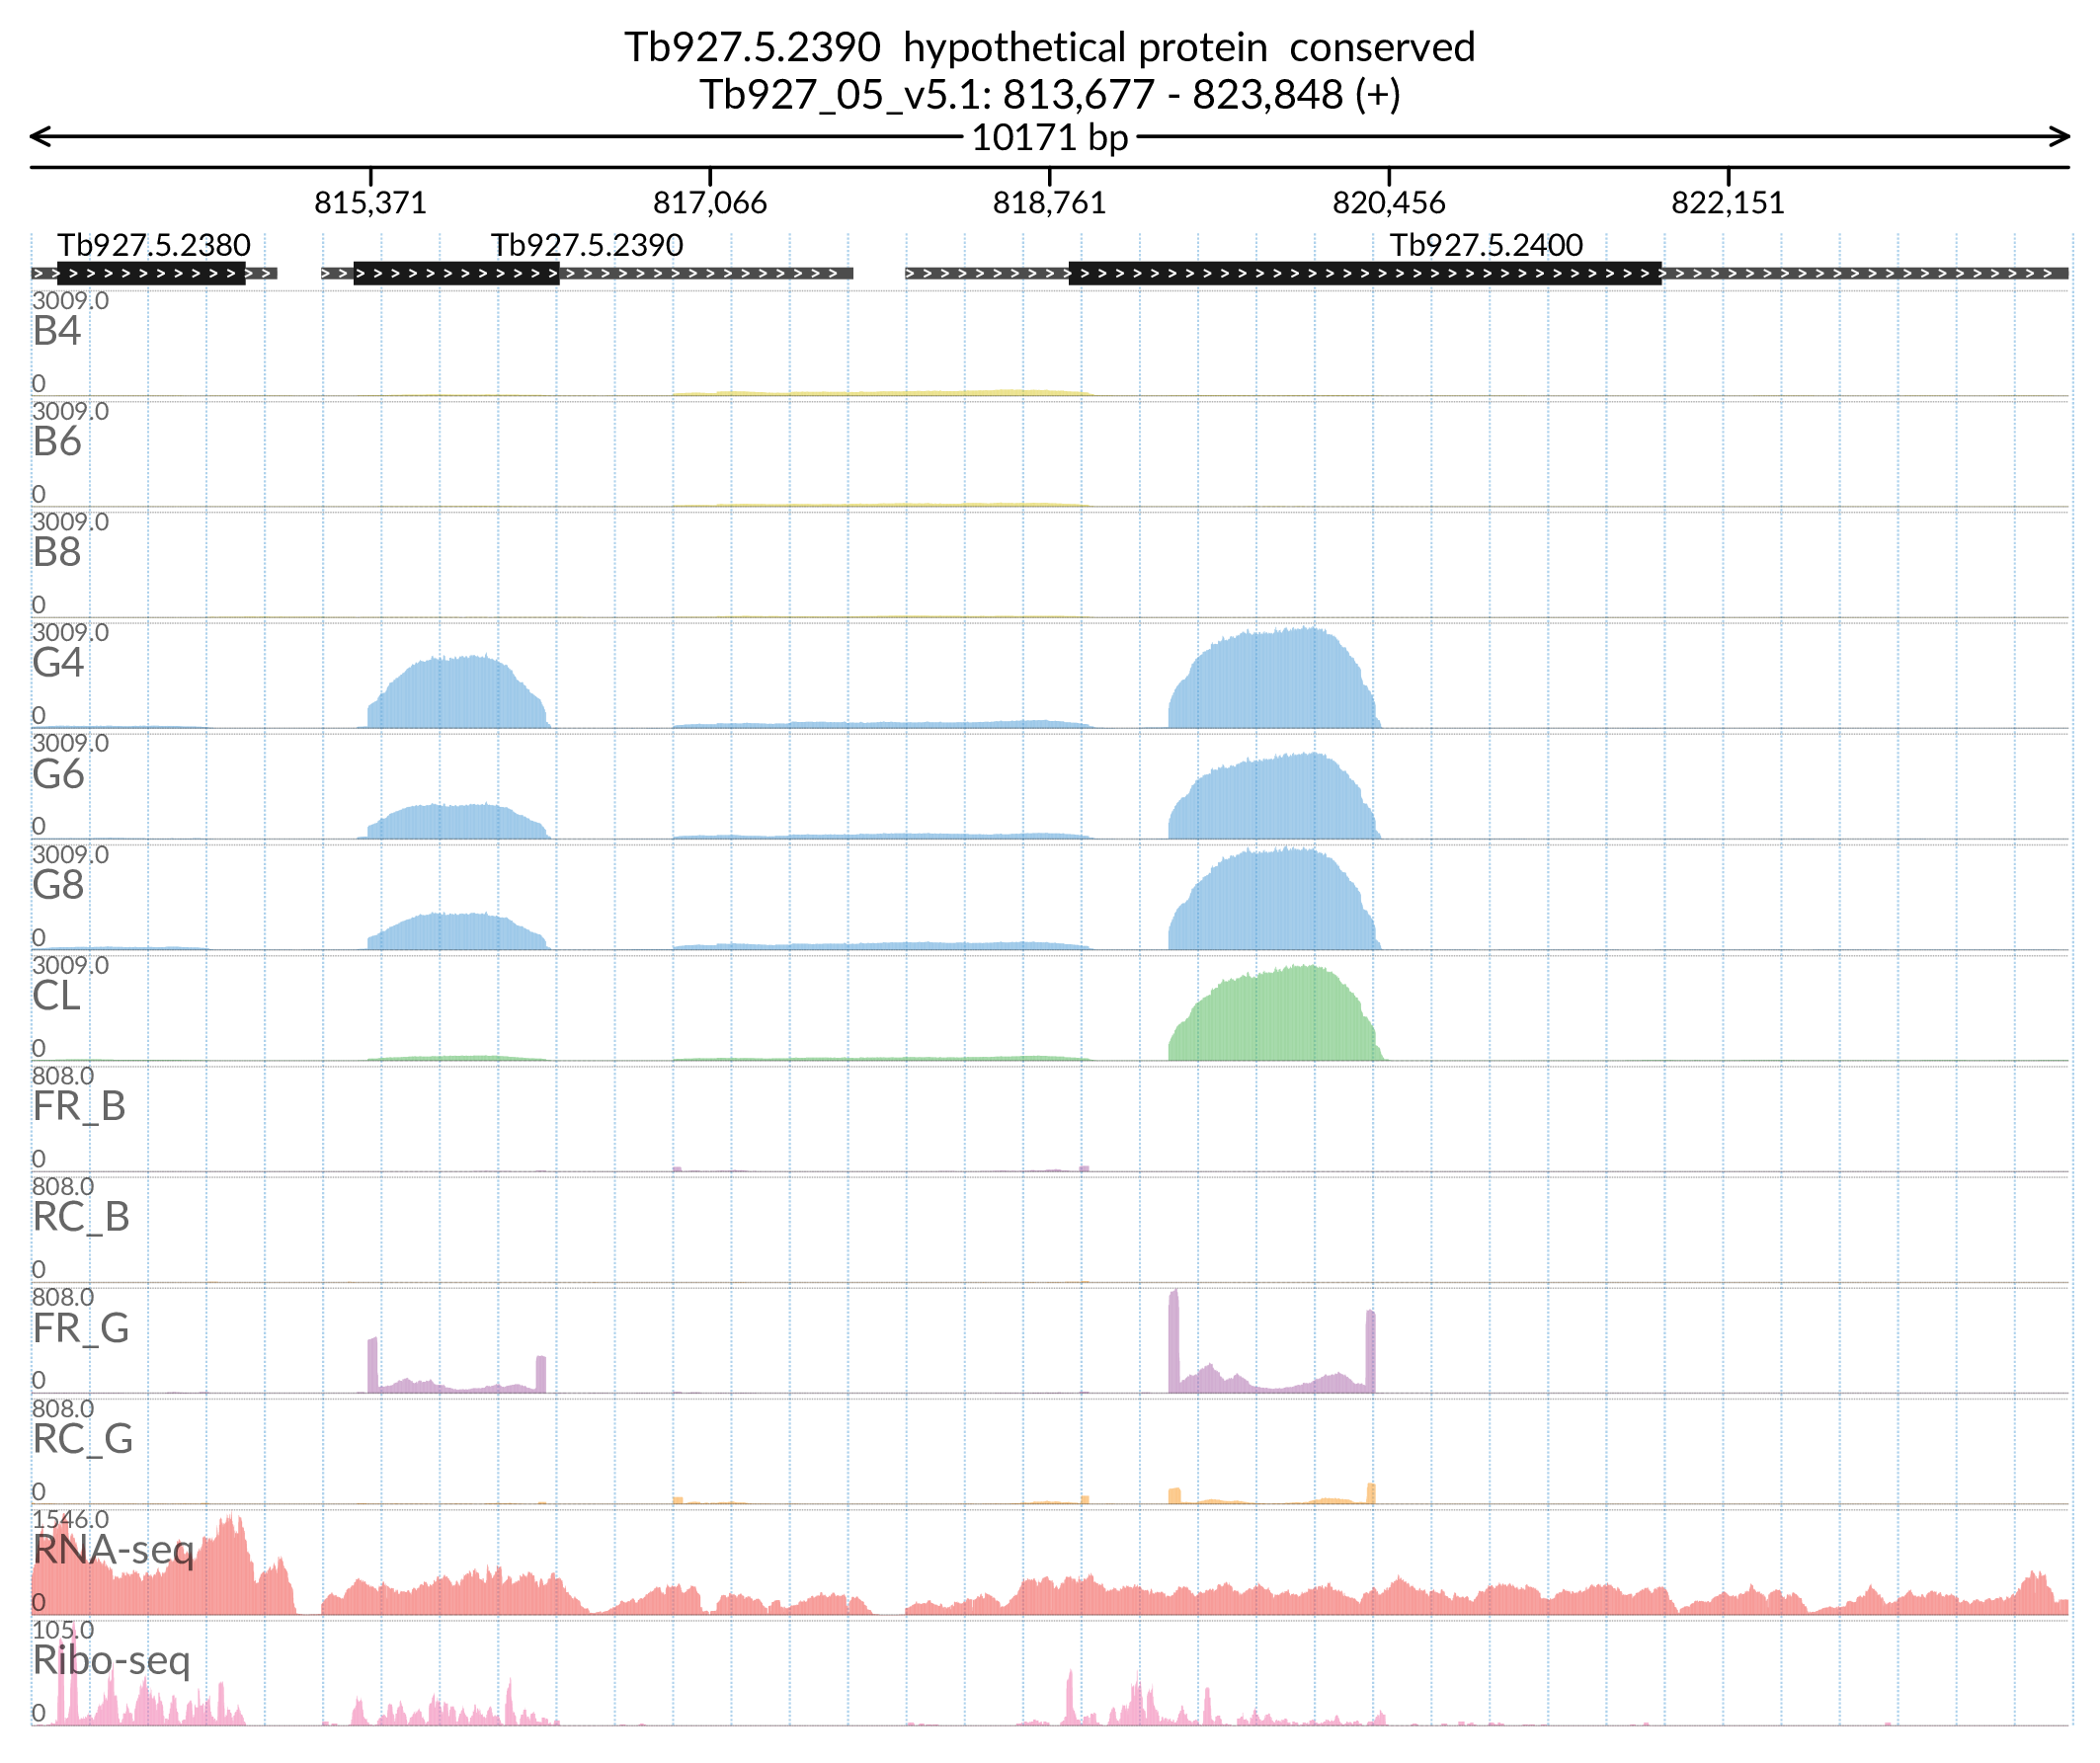 Tb927.5.2390 hypothetical protein conserved
Tb927_05_v5.1: 813,677 - 823,848 (+)
10171 bp
815,371 817,066 818,761 820,456 822,151
Tb927.5.2380 Tb927.5.2390 Tb927.5.2400
3009.0
B4
0
3009.0
B6
0
3009.0
B8
0
3009.0
G4
0
3009.0
G6
0
3009.0
G8
0
3009.0
CL
0
808.0
FR_B
0
808.0
RC_B
0
808.0
FR_G
0
808.0
RC_G
0
1546.0
RNA-seq
0
105.0
Ribo-seq
0